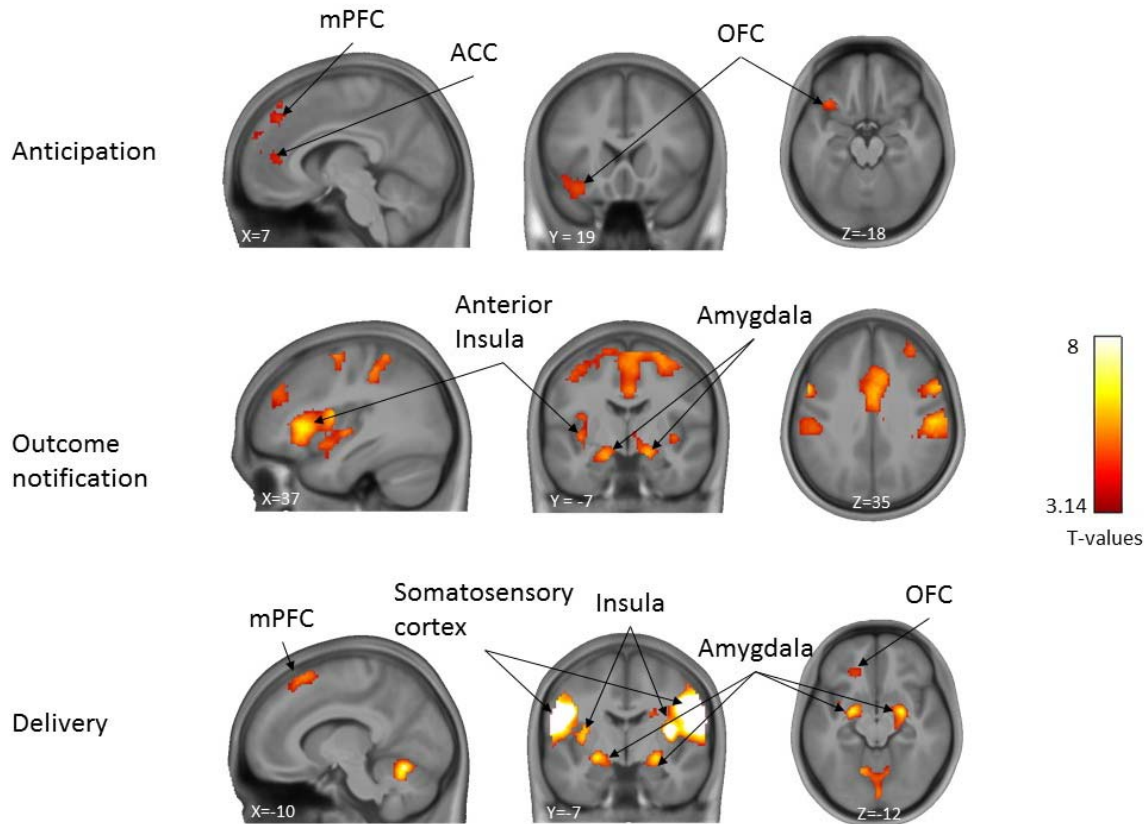 mPFC
ACC
OFC
Anticipation
X=7
Y = 19
Z=-18
Anterior
Insula
Amygdala
Outcome
notification
X=37
Y = -7
Z=35
8
3.14
T-values
Somatosensory
cortex
Insula
OFC
mPFC
Amygdala
Delivery
X=-10
Y=-7
Z=-12